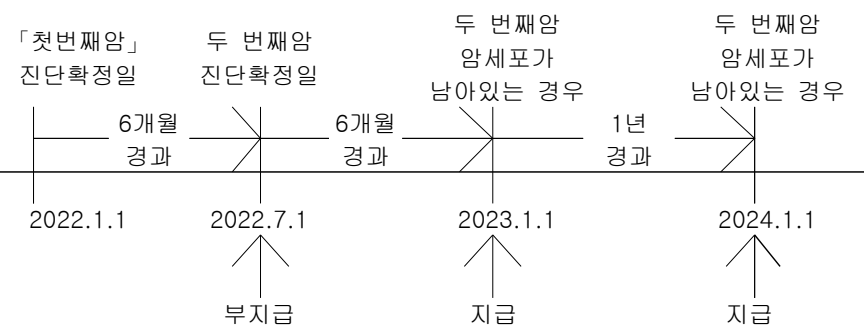 「첫번째암」
진단확정일
두 번째암
진단확정일
두 번째암
암세포가
남아있는 경우
두 번째암
암세포가
남아있는 경우
6개월
경과
6개월
경과
1년
경과
2022.1.1
2022.7.1
2023.1.1
2024.1.1
부지급
지급
지급